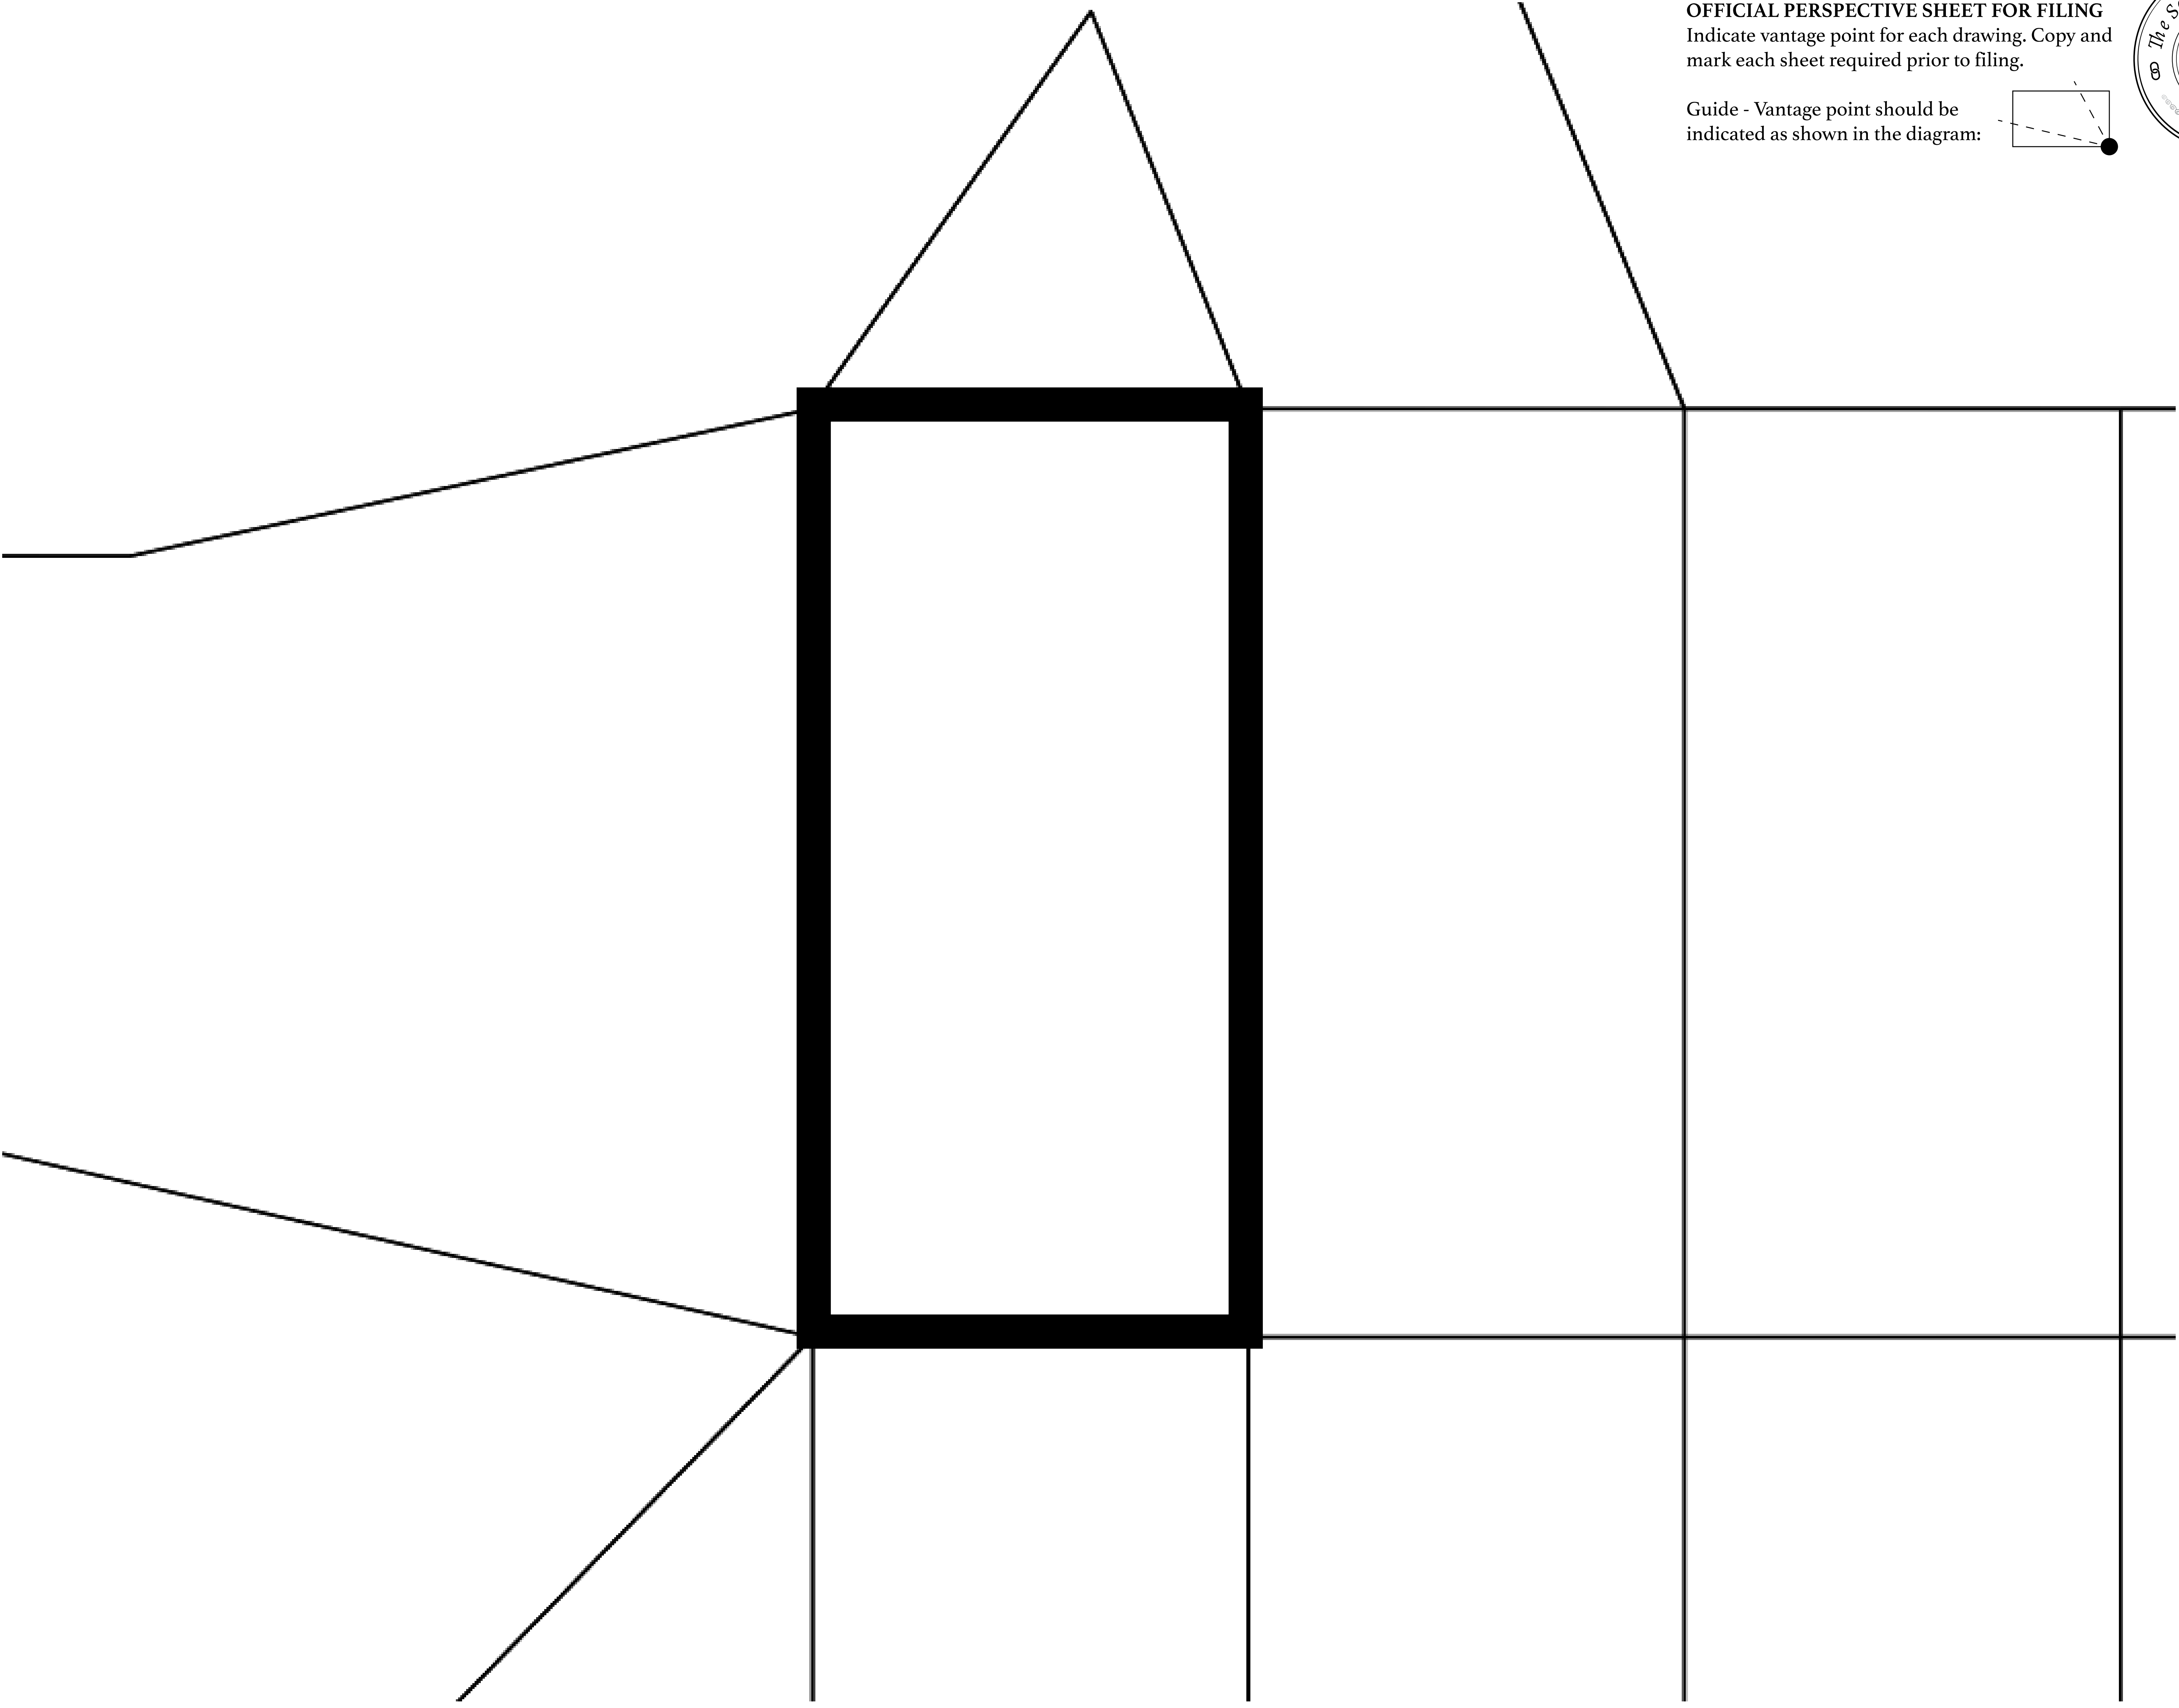 OFFICIAL PERSPECTIVE SHEET FOR FILING
Indicate vantage point for each drawing. Copy and
mark each sheet required prior to filing.
Guide - Vantage point should be
indicated as shown in the diagram:
The